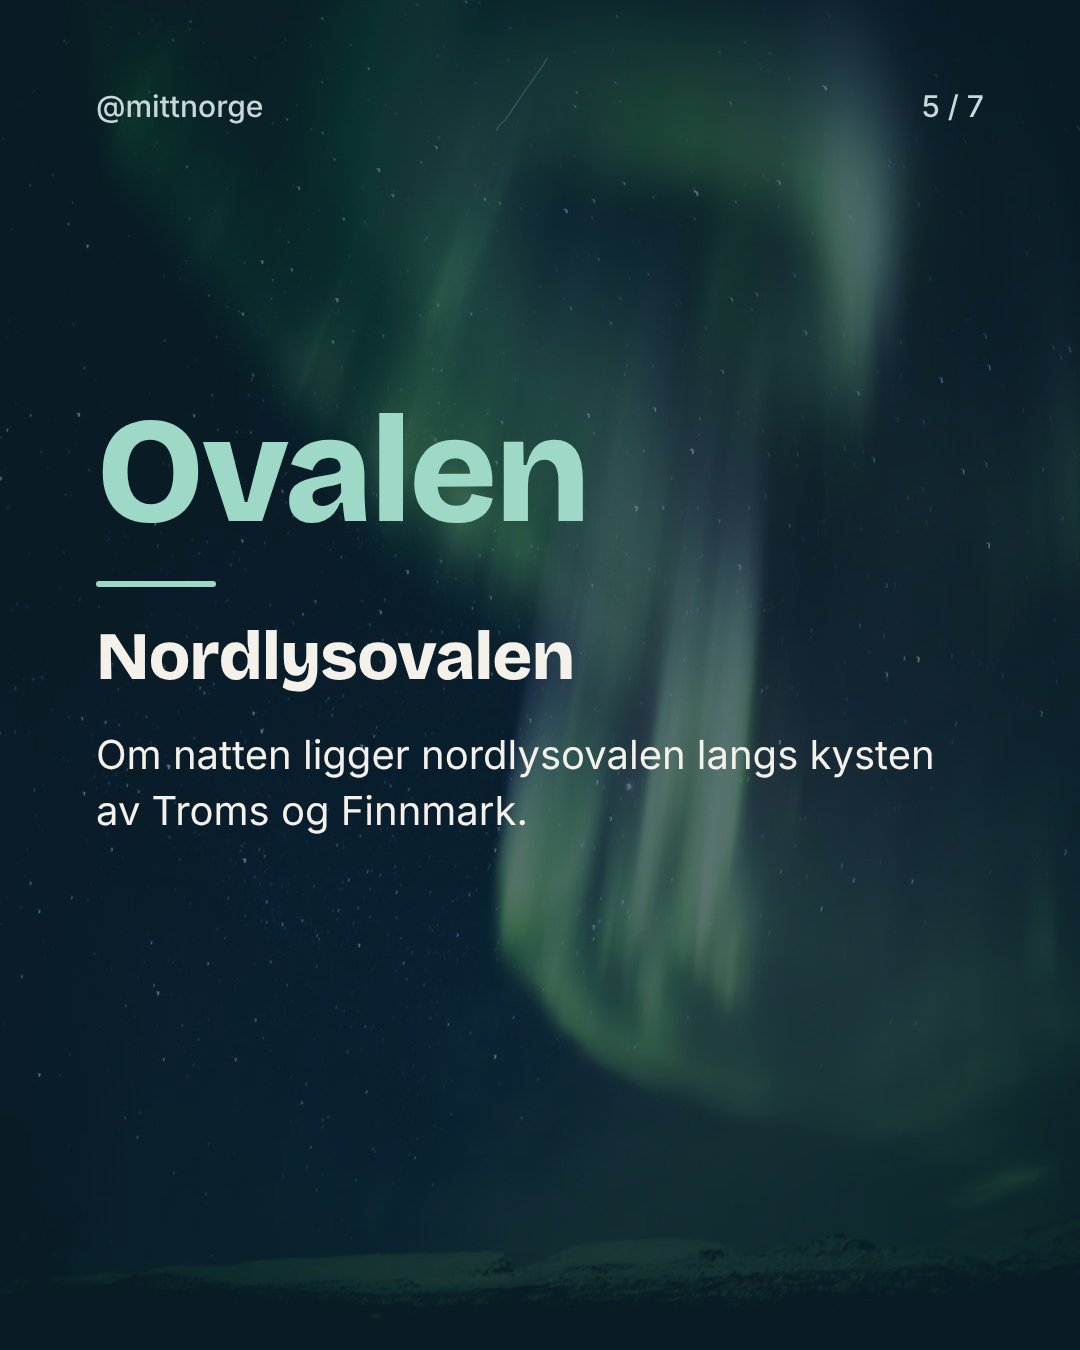 @mittnorge
5 / 7
Ovalen
Nordlysovalen
Om natten ligger nordlysovalen langs kysten
av Troms og Finnmark.